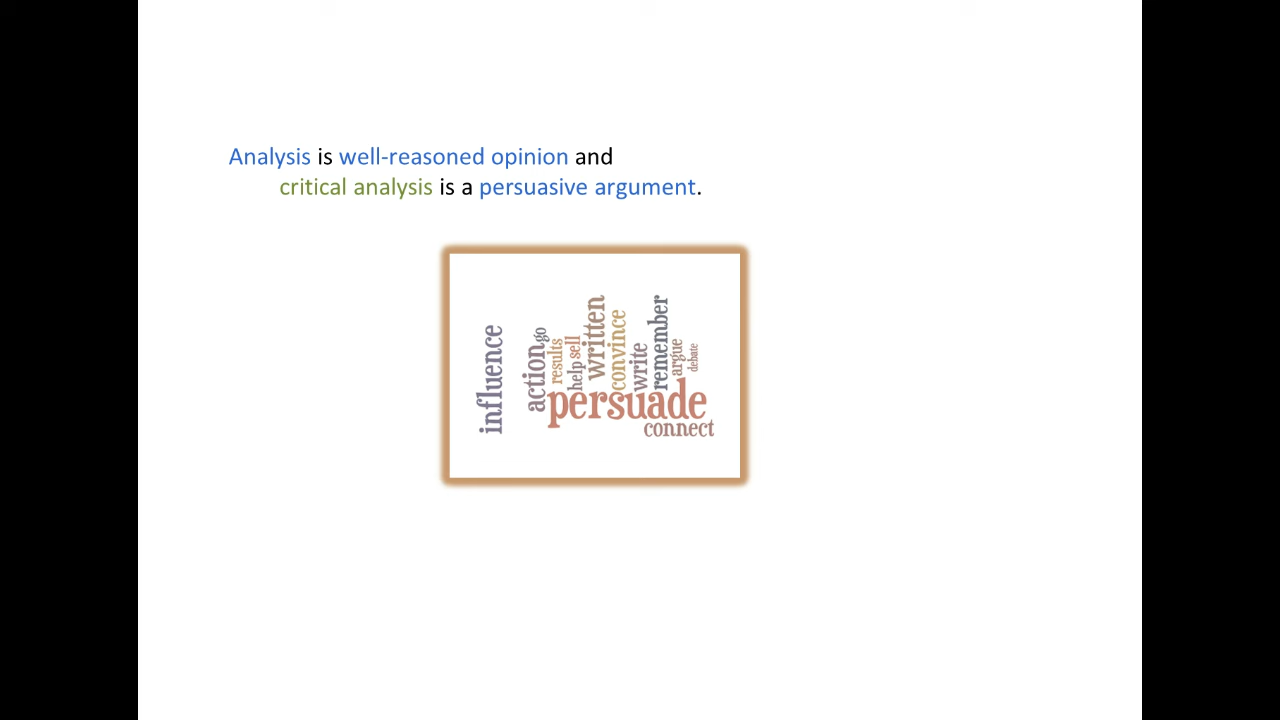 Analysis is well-reasoned opinion and
critical analysis is a persuasive argument.
influence
action
go
results
help
sell
written
convince
write
remember
argue
debate
persuade
connect